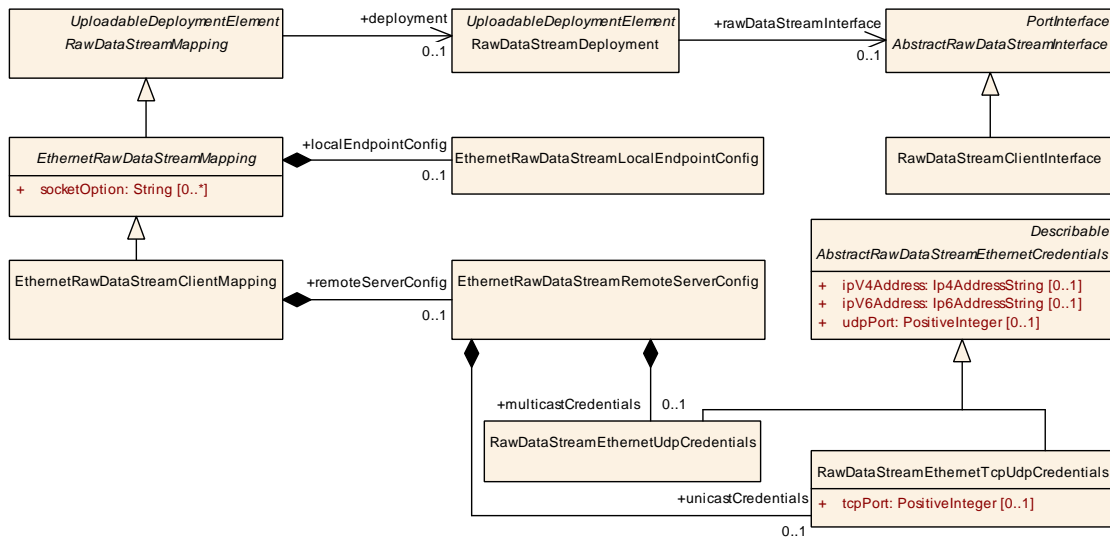 UploadableDeploymentElement
RawDataStreamMapping
+deployment
0..1
UploadableDeploymentElement
RawDataStreamDeployment
+rawDataStreamInterface
0..1
PortInterface
AbstractRawDataStreamInterface
EthernetRawDataStreamMapping
+ socketOption: String [0..*]
+localEndpointConfig
0..1
EthernetRawDataStreamLocalEndpointConfig
RawDataStreamClientInterface
Describable
AbstractRawDataStreamEthernetCredentials
+ ipV4Address: Ip4AddressString [0..1]
+ ipV6Address: Ip6AddressString [0..1]
+ udpPort: PositiveInteger [0..1]
EthernetRawDataStreamClientMapping
+remoteServerConfig
0..1
EthernetRawDataStreamRemoteServerConfig
+multicastCredentials
0..1
RawDataStreamEthernetUdpCredentials
RawDataStreamEthernetTcpUdpCredentials
+ tcpPort: PositiveInteger [0..1]
+unicastCredentials
0..1